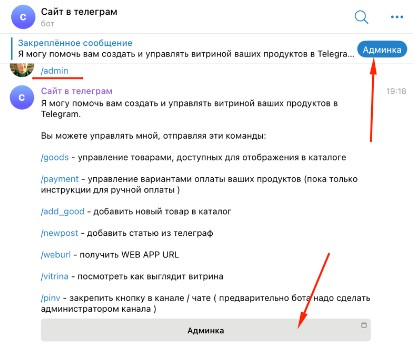 Сайт в телеграм
бот
Закреплённое сообщение
Я могу помочь вам создать и управлять витриной ваших продуктов в Telegra...
Админка
/admin
Сайт в телеграм
19:18
Я могу помочь вам создать и управлять витриной ваших продуктов в
Telegram.
Вы можете управлять мной, отправляя эти команды:
/goods - управление товарами, доступных для отображения в каталоге
/payment - управление вариантами оплаты ваших продуктов (пока только
инструкции для ручной оплаты )
/add_good - добавить новый товар в каталог
/newpost - добавить статью из телеграф
/weburl - получить WEB APP URL
/vitrina - посмотреть как выглядит витрина
/pinv - закрепить кнопку в канале / чате ( предварительно бота надо сделать
администратором канала )
Админка